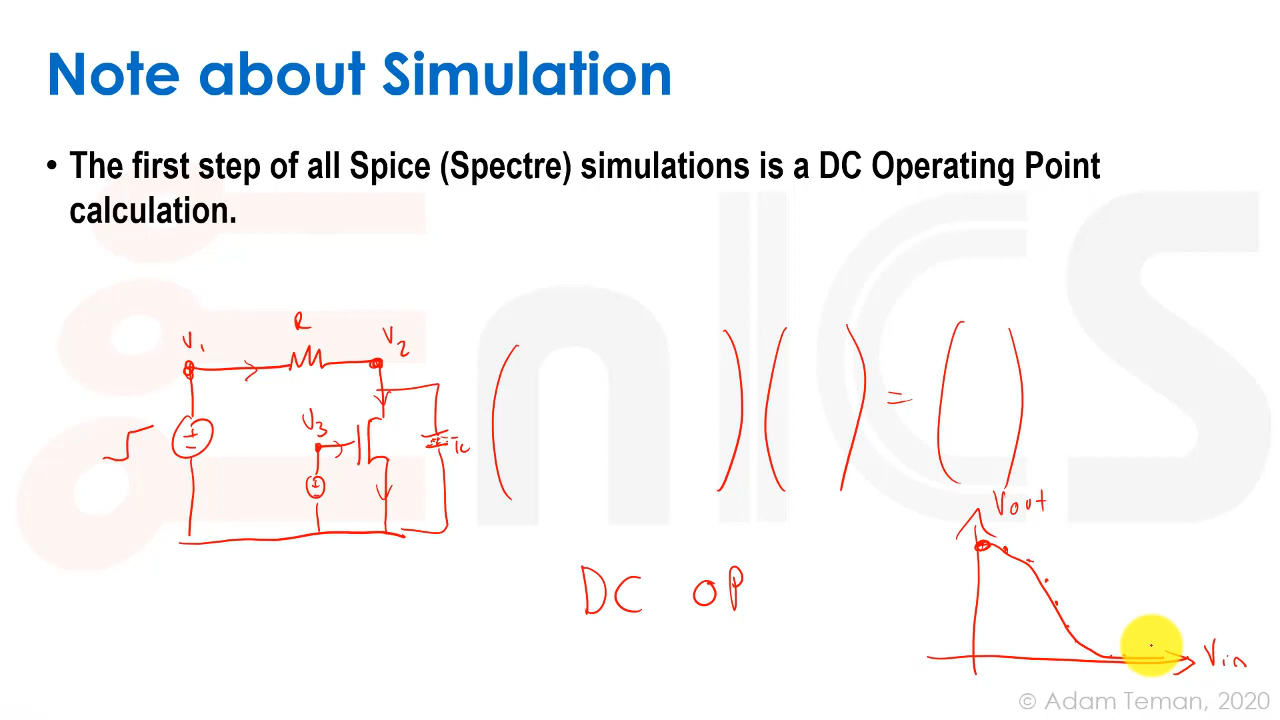 Note about Simulation
• The first step of all Spice (Spectre) simulations is a DC Operating Point
calculation.
R
V1
V2
V3
C
=
Vout
DC OP
Vin
EnICS
© Adam Teman, 2020